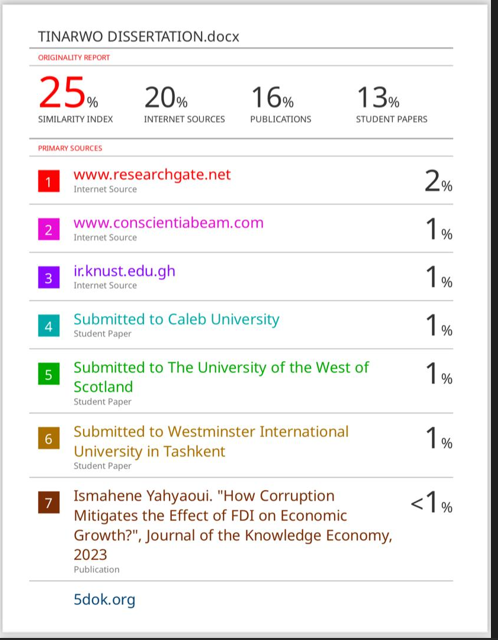 TINARWO DISSERTATION.docx
ORIGINALITY REPORT
25%
20%
16%
13%
SIMILARITY INDEX
INTERNET SOURCES
PUBLICATIONS
STUDENT PAPERS
PRIMARY SOURCES
1
www.researchgate.net
Internet Source
2%
2
www.conscientiabeam.com
Internet Source
1%
3
ir.knust.edu.gh
Internet Source
1%
4
Submitted to Caleb University
Student Paper
1%
5
Submitted to The University of the West of
Scotland
Student Paper
1%
6
Submitted to Westminster International
University in Tashkent
Student Paper
1%
7
Ismahene Yahyaoui. "How Corruption
Mitigates the Effect of FDI on Economic
Growth?", Journal of the Knowledge Economy,
2023
Publication
<1%
5dok.org